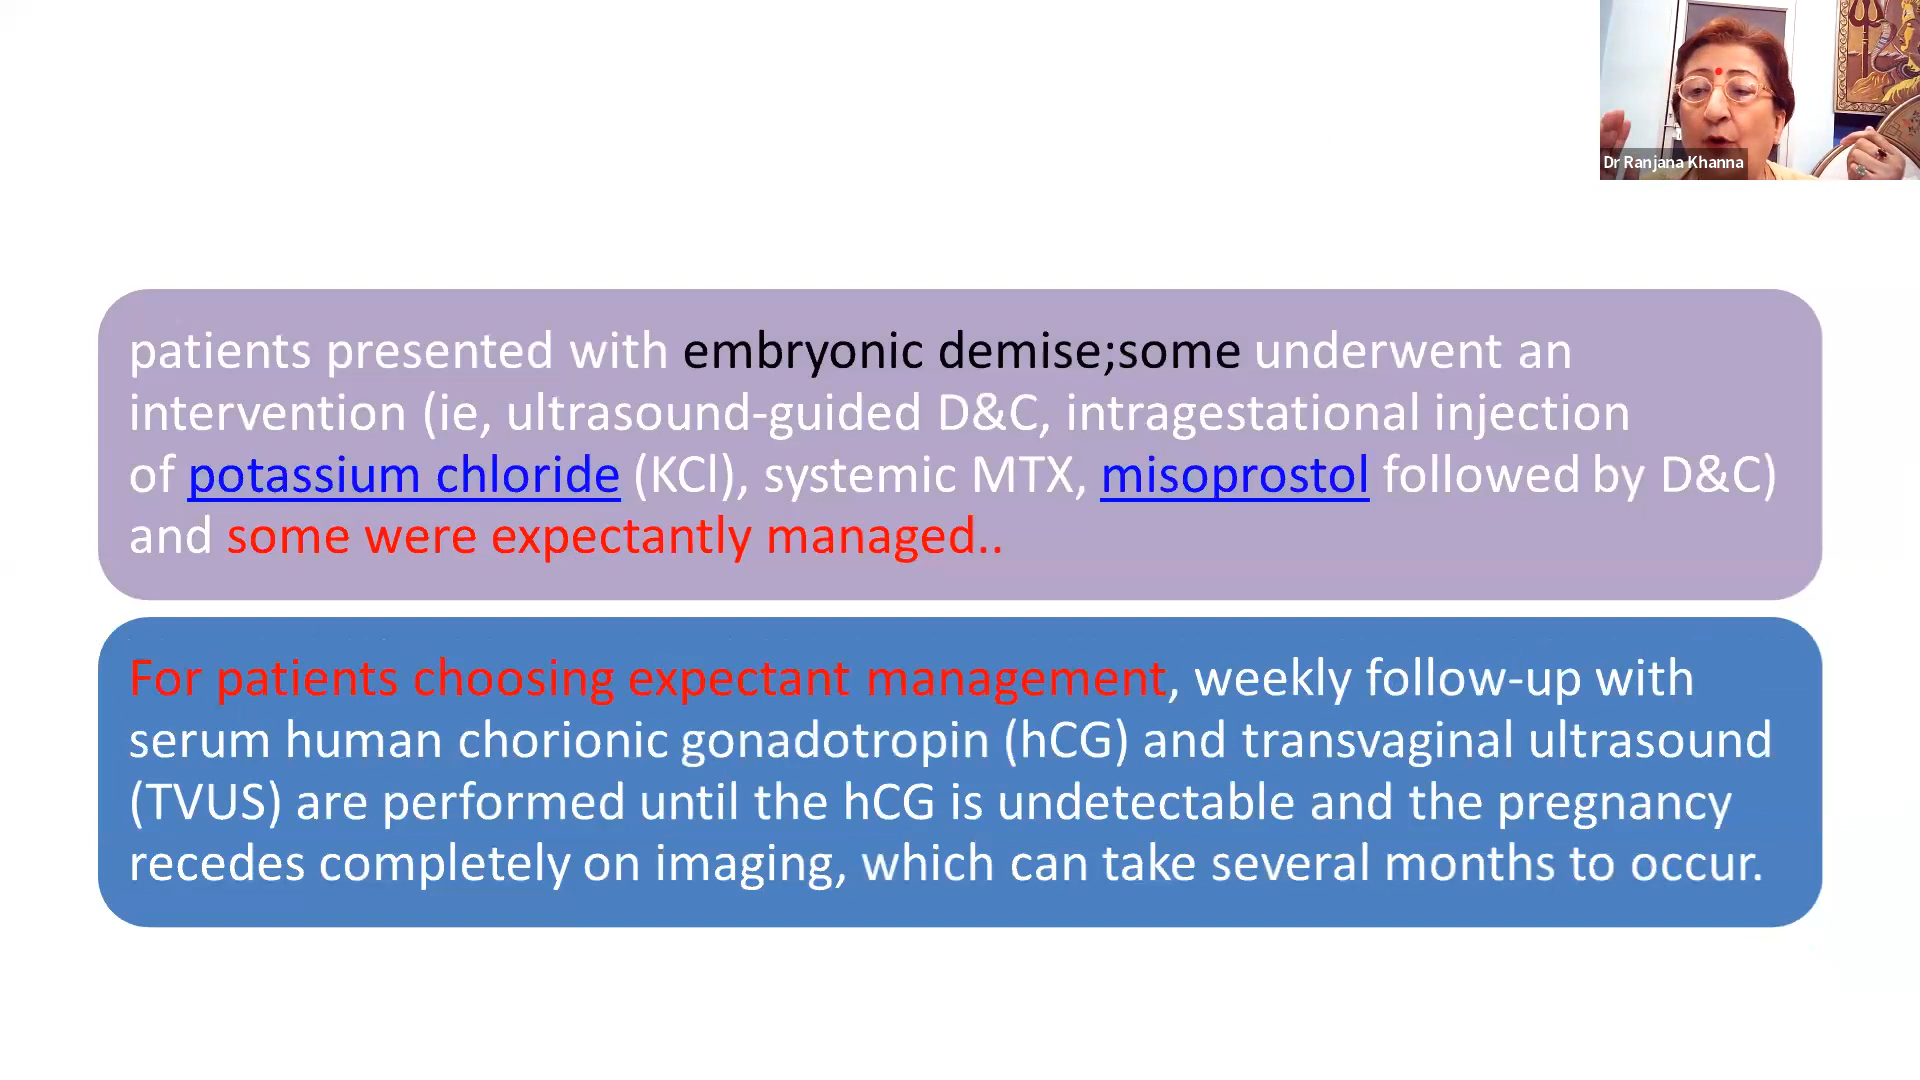 Dr Ranjana Khanna
patients presented with embryonic demise;some underwent an
intervention (ie, ultrasound-guided D&C, intragestational injection
of potassium chloride (KCl), systemic MTX, misoprostol followed by D&C)
and some were expectantly managed..
For patients choosing expectant management, weekly follow-up with
serum human chorionic gonadotropin (hCG) and transvaginal ultrasound
(TVUS) are performed until the hCG is undetectable and the pregnancy
recedes completely on imaging, which can take several months to occur.